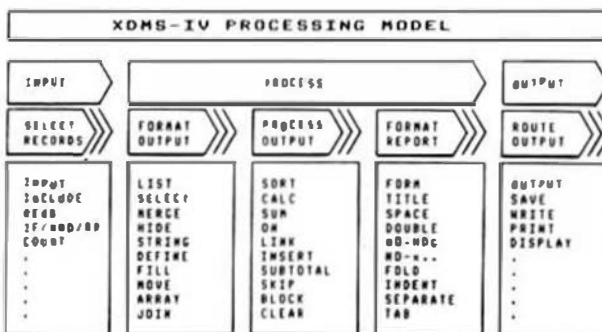 XDMS-IV PROCESSING MODEL
INPUT
PROCESS
OUTPUT
SELECT RECORDS
FORMAT OUTPUT
PROCESS OUTPUT
FORMAT REPORT
ROUTE OUTPUT
INPUT
INCLUDE
READ
COUNT
.
.
.
.
.
LIST
SELECT
MERGE
HIDE
STRING
DEFINE
FILL
MOVE
ARRAY
JOIN
SORT
CALC
SUM
ON
LINK
INSERT
SUBTOTAL
SKIP
BLOCK
CLEAR
FORM
TITLE
SPACE
DOUBLE
NO-HDG
FOLD
INDENT
SEPARATE
TAB
OUTPUT
SAVE
WRITE
PRINT
DISPLAY
.
.
.
.
.